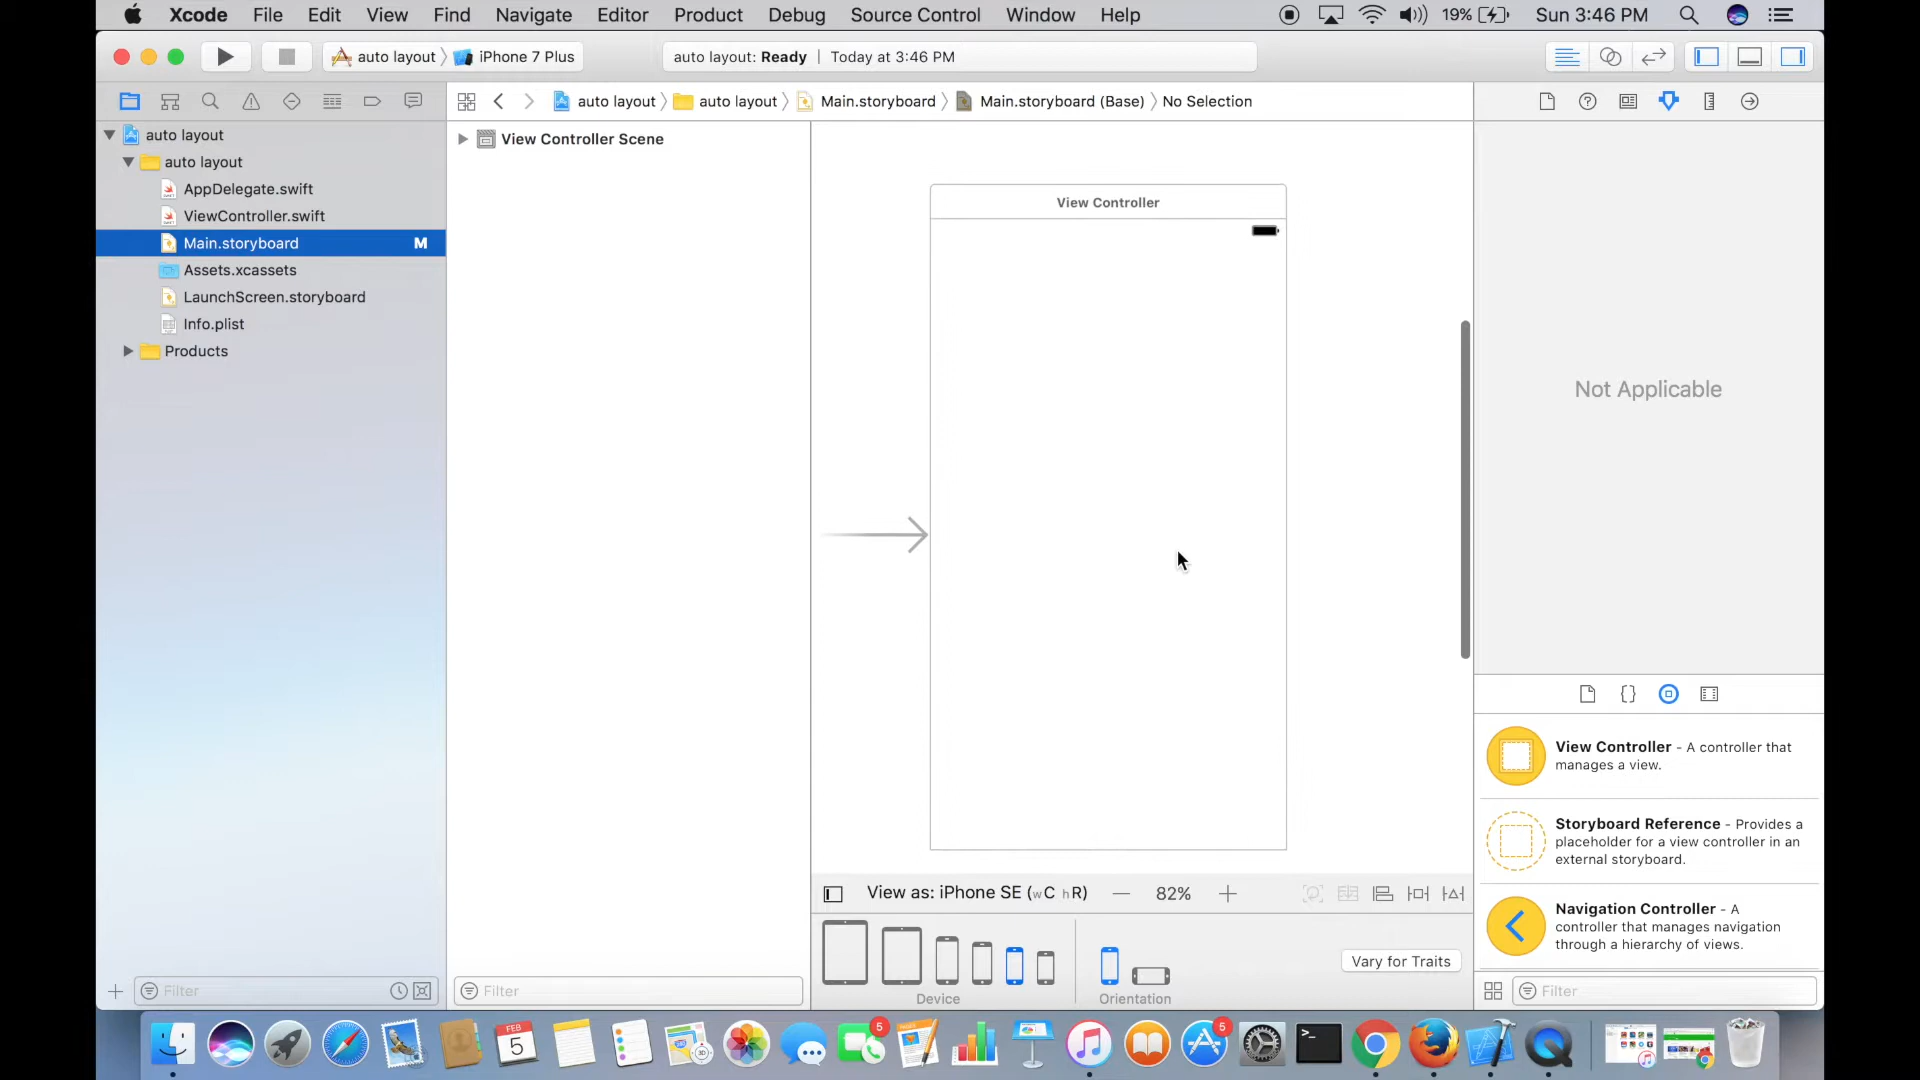 Xcode File Edit View Find Navigate Editor Product Debug Source Control Window Help 19% Sun 3:46 PM
auto layout iPhone 7 Plus auto layout: Ready | Today at 3:46 PM
auto layout auto layout Main.storyboard Main.storyboard (Base) No Selection
auto layout
auto layout
AppDelegate.swift
ViewController.swift
Main.storyboard M
Assets.xcassets
LaunchScreen.storyboard
Info.plist
Products
Filter
View Controller Scene
Filter
View Controller
View as: iPhone SE (wC hR) — 82% +
Device
Orientation
Vary for Traits
Not Applicable
View Controller - A controller that
manages a view.
Storyboard Reference - Provides a
placeholder for a view controller in an
external storyboard.
Navigation Controller - A
controller that manages navigation
through a hierarchy of views.
Filter
FEB
5
5
5